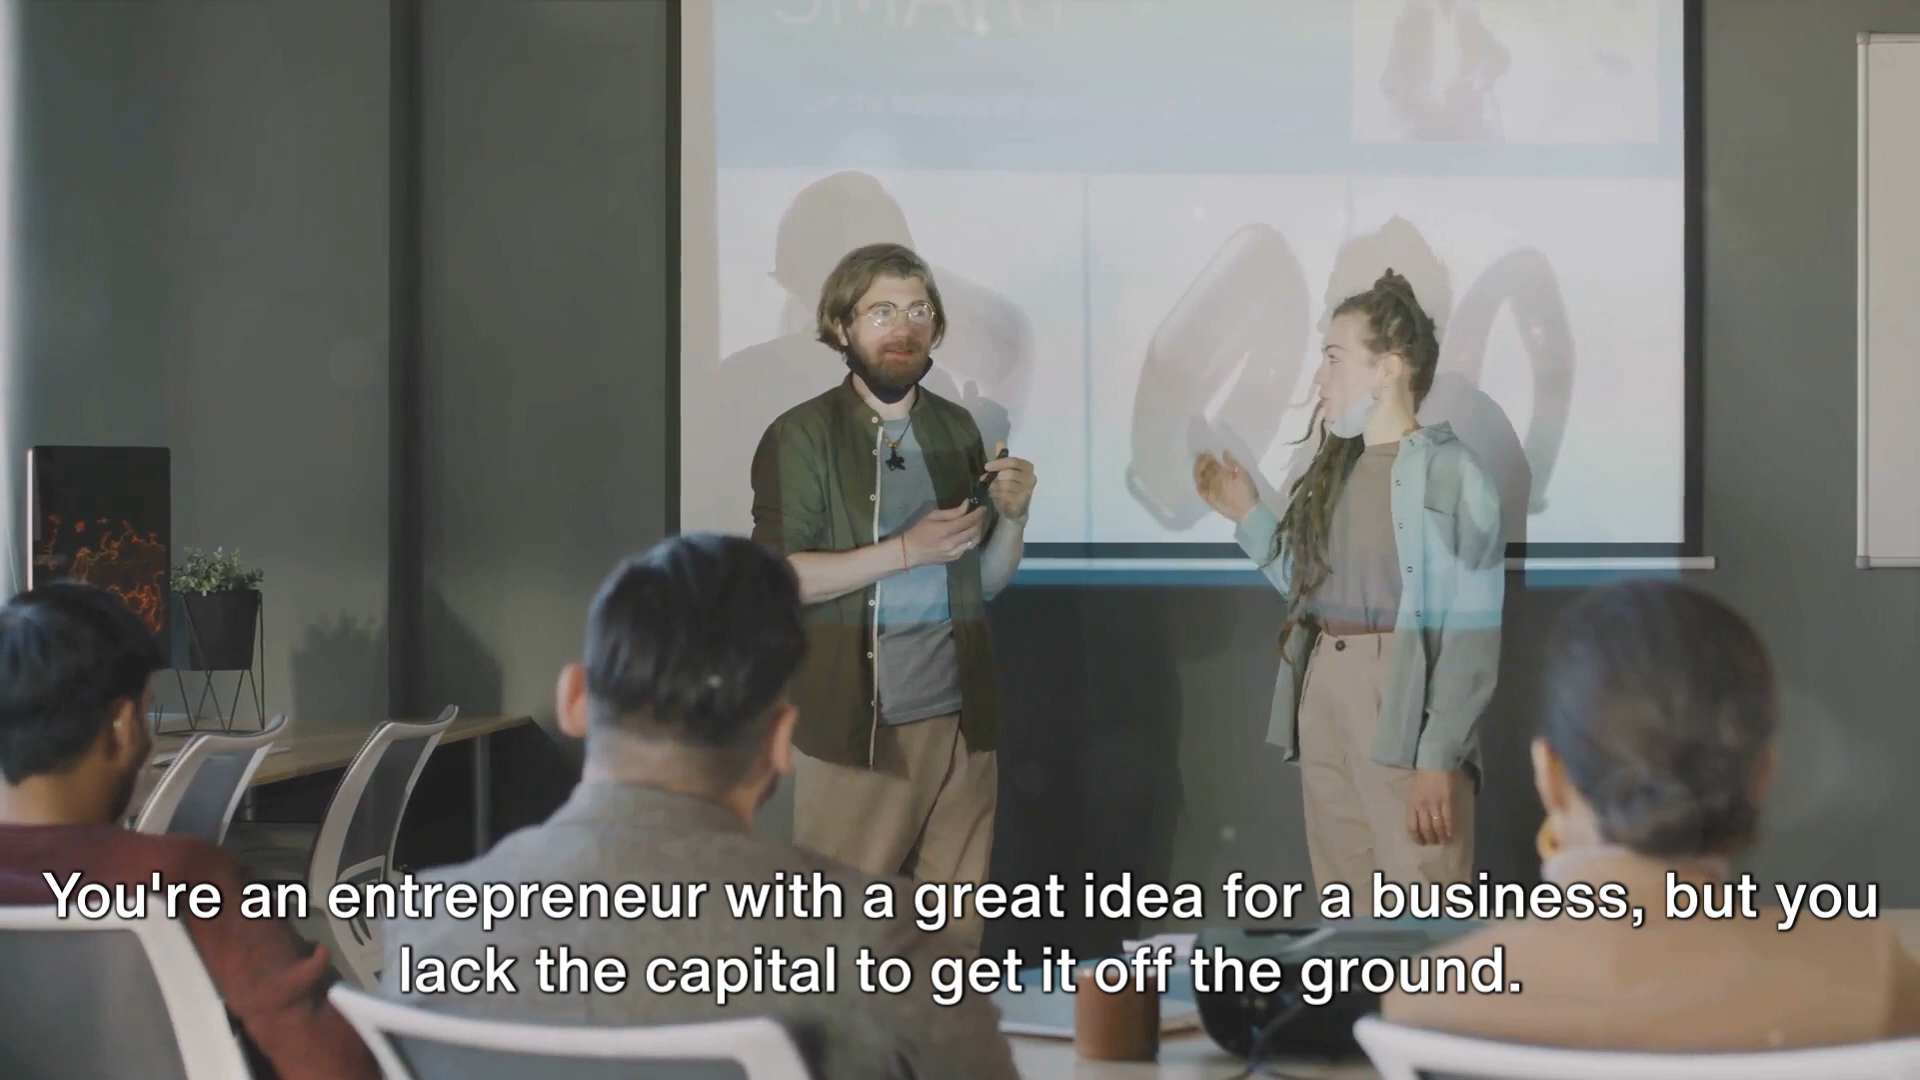 You're an entrepreneur with a great idea for a business, but you
lack the capital to get it off the ground.